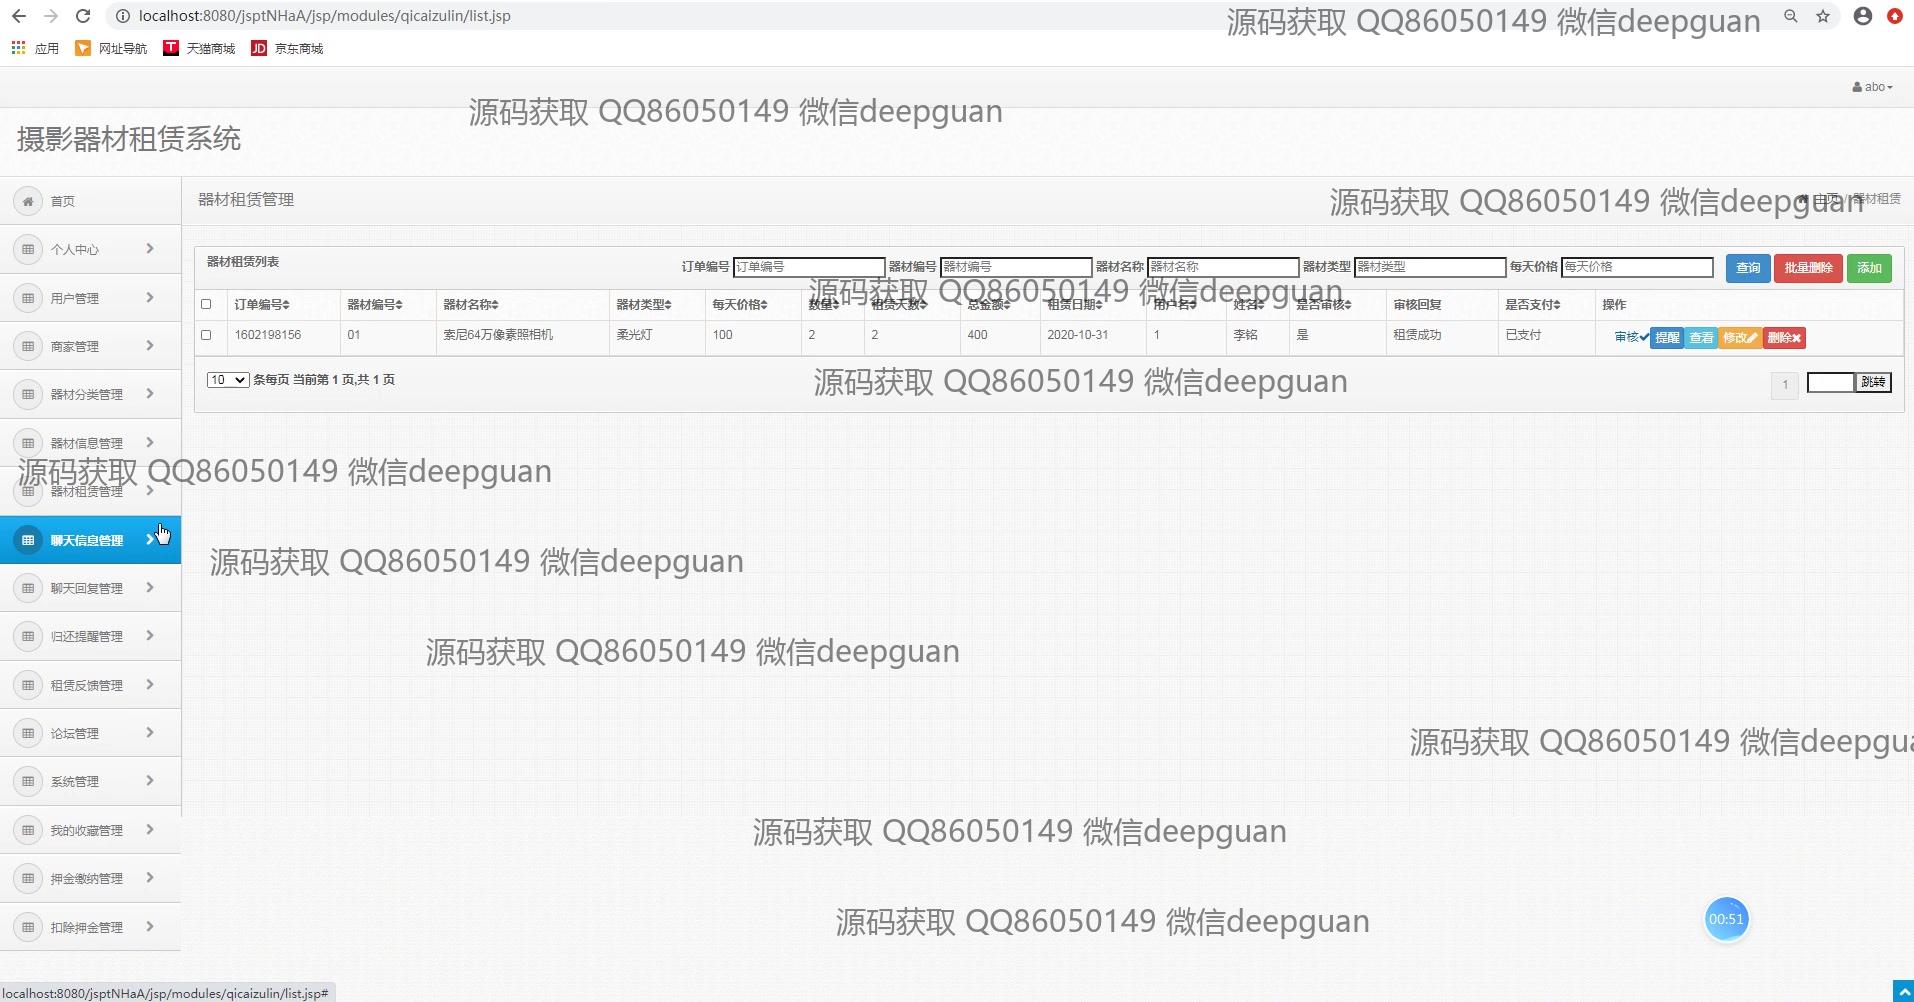 localhost:8080/jsptNHaA/jsp/modules/qicaizulin/list.jsp
源码获取 QQ86050149 微信deepguan
应用 网址导航 T 天猫商城 JD 京东商城
abo
源码获取 QQ86050149 微信deepguan
摄影器材租赁系统
首页
器材租赁管理
源码获取 QQ86050149 微信deepguan
主页 / 器材租赁
个人中心
器材租赁列表
订单编号 订单编号 器材编号 器材编号 器材名称 器材名称 器材类型 器材类型 每天价格 每天价格 查询 批量删除 添加
源码获取 QQ86050149 微信deepguan
用户管理
订单编号 器材编号 器材名称 器材类型 每天价格 数量 租赁天数 总金额 租赁日期 用户名 姓名 是否审核 审核回复 是否支付 操作
1602198156 01 索尼64万像素照相机 柔光灯 100 2 2 400 2020-10-31 1 李铭 是 租赁成功 已支付 审核 提醒 查看 修改 删除
商家管理
10 条每页 当前第 1 页,共 1 页
源码获取 QQ86050149 微信deepguan
1 跳转
器材分类管理
器材信息管理
源码获取 QQ86050149 微信deepguan
器材租赁管理
聊天信息管理
源码获取 QQ86050149 微信deepguan
聊天回复管理
归还提醒管理
源码获取 QQ86050149 微信deepguan
租赁反馈管理
论坛管理
源码获取 QQ86050149 微信deepgua
系统管理
我的收藏管理
源码获取 QQ86050149 微信deepguan
押金缴纳管理
扣除押金管理
源码获取 QQ86050149 微信deepguan
00:51
localhost:8080/jsptNHaA/jsp/modules/qicaizulin/list.jsp#